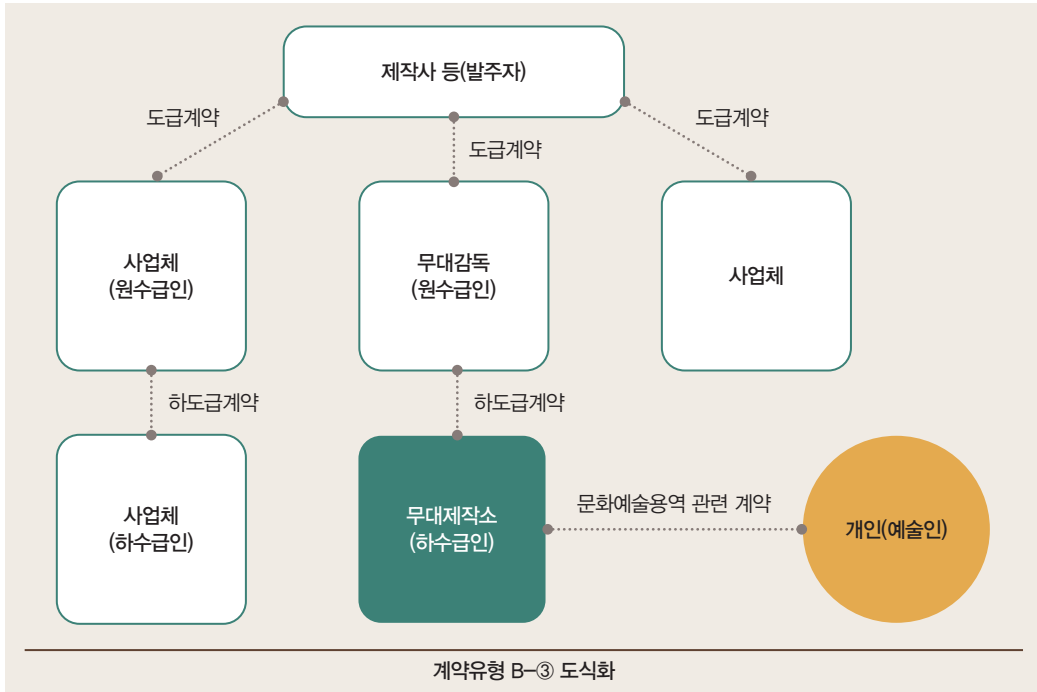 제작사 등(발주자)
도급계약
도급계약
도급계약
사업체
(원수급인)
무대감독
(원수급인)
사업체
하도급계약
하도급계약
사업체
(하수급인)
무대제작소
(하수급인)
문화예술용역 관련 계약
개인(예술인)
계약유형 B-③ 도식화